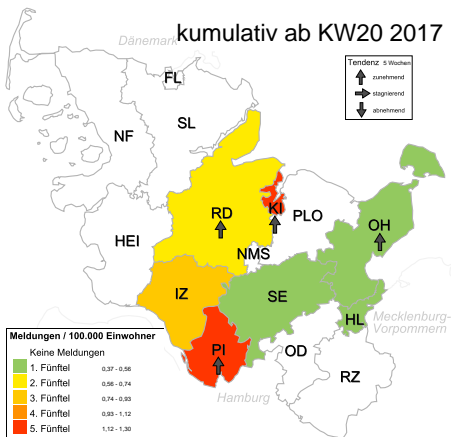 kumulativ ab KW20 2017
Dänemark
Tendenz 5 Wochen
zunehmend
stagnierend
abnehmend
FL
SL
NF
RD
KI
PLO
OH
HEI
NMS
IZ
SE
HL
Mecklenburg-
Vorpommern
PI
OD
RZ
Hamburg
Meldungen / 100.000 Einwohner
Keine Meldungen
1. Fünftel 0,37 - 0,56
2. Fünftel 0,56 - 0,74
3. Fünftel 0,74 - 0,93
4. Fünftel 0,93 - 1,12
5. Fünftel 1,12 - 1,30